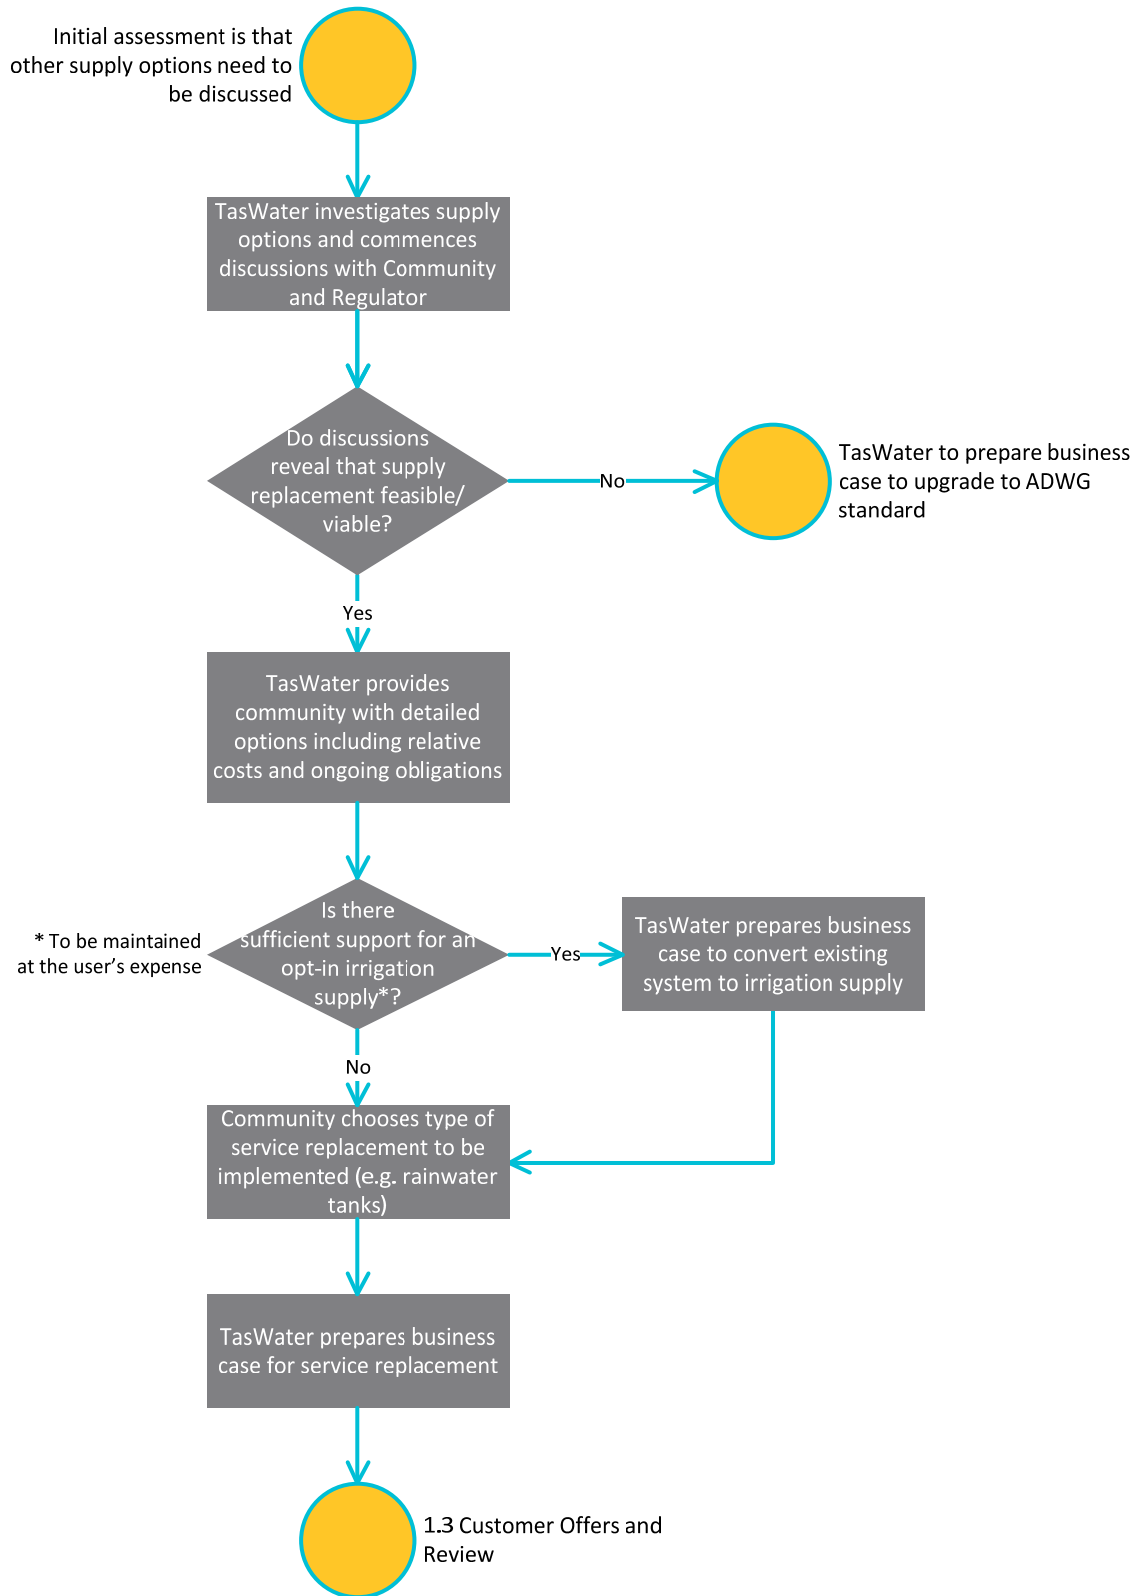 Initial assessment is that
other supply options need to
be discussed
TasWater investigates supply
options and commences
discussions with Community
and Regulator
Do discussions
reveal that supply
replacement feasible/
viable?
No
TasWater to prepare business
case to upgrade to ADWG
standard
Yes
TasWater provides
community with detailed
options including relative
costs and ongoing obligations
* To be maintained
at the user’s expense
Is there
sufficient support for an
opt-in irrigation
supply*?
Yes
TasWater prepares business
case to convert existing
system to irrigation supply
No
Community chooses type of
service replacement to be
implemented (e.g. rainwater
tanks)
TasWater prepares business
case for service replacement
1.3 Customer Offers and
Review